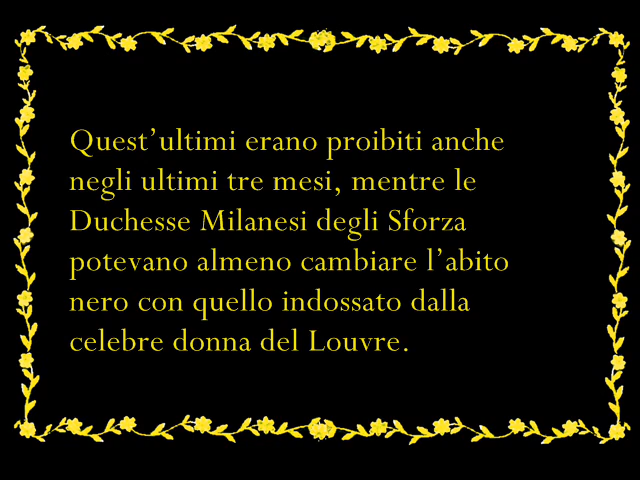 Quest’ultimi erano proibiti anche
negli ultimi tre mesi, mentre le
Duchesse Milanesi degli Sforza
potevano almeno cambiare l’abito
nero con quello indossato dalla
celebre donna del Louvre.